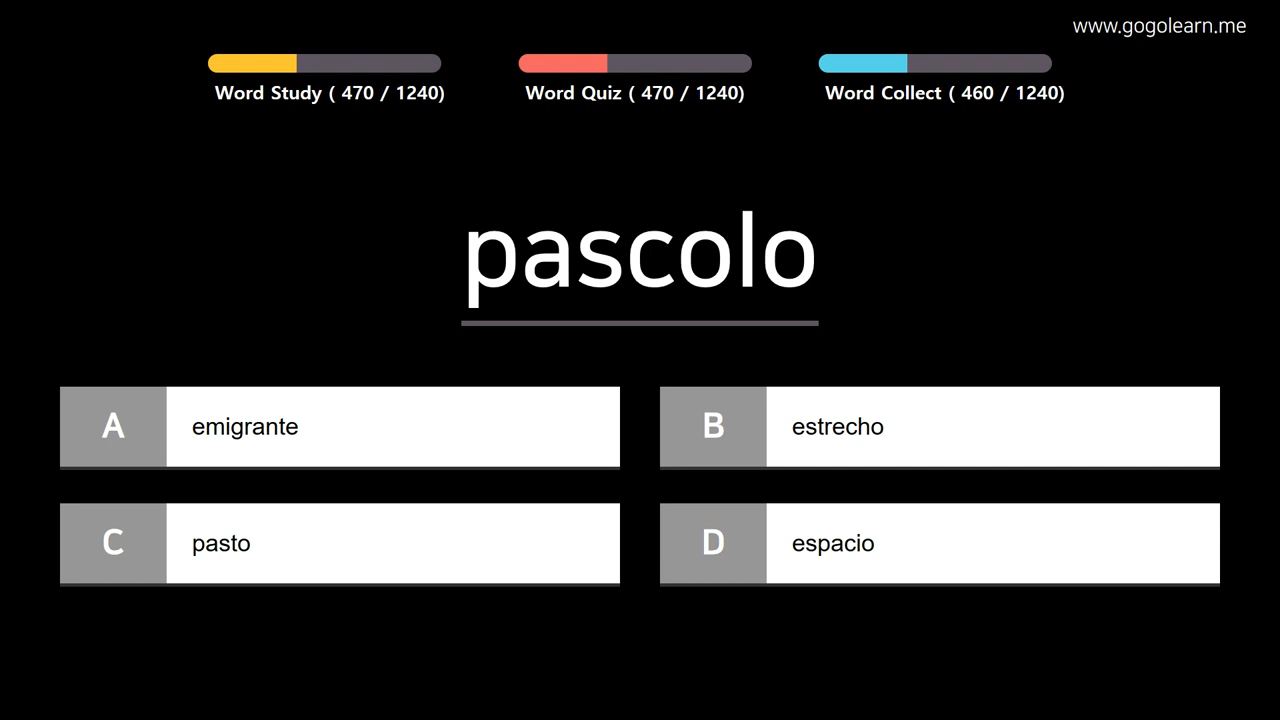 www.gogolearn.me
Word Study ( 470 / 1240)
Word Quiz ( 470 / 1240)
Word Collect ( 460 / 1240)
pascolo
A
emigrante
B
estrecho
C
pasto
D
espacio